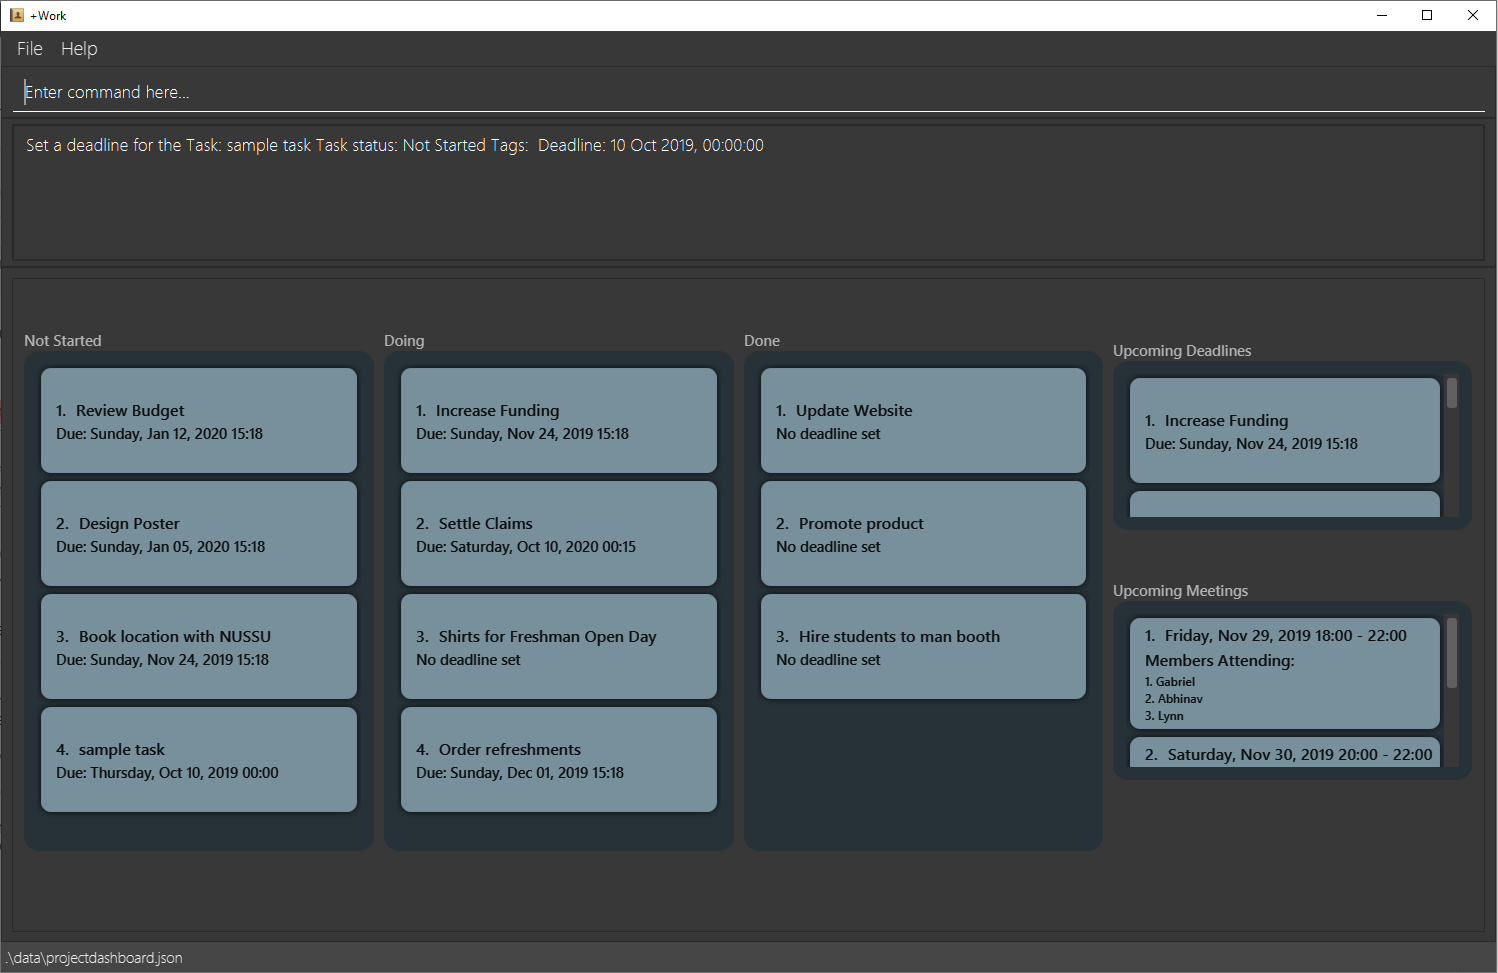 +Work
File Help
Enter command here...
Set a deadline for the Task: sample task Task status: Not Started Tags:  Deadline: 10 Oct 2019, 00:00:00
Not Started
1. Review Budget
Due: Sunday, Jan 12, 2020 15:18
2. Design Poster
Due: Sunday, Jan 05, 2020 15:18
3. Book location with NUSSU
Due: Sunday, Nov 24, 2019 15:18
4. sample task
Due: Thursday, Oct 10, 2019 00:00
Doing
1. Increase Funding
Due: Sunday, Nov 24, 2019 15:18
2. Settle Claims
Due: Saturday, Oct 10, 2020 00:15
3. Shirts for Freshman Open Day
No deadline set
4. Order refreshments
Due: Sunday, Dec 01, 2019 15:18
Done
1. Update Website
No deadline set
2. Promote product
No deadline set
3. Hire students to man booth
No deadline set
Upcoming Deadlines
1. Increase Funding
Due: Sunday, Nov 24, 2019 15:18
Upcoming Meetings
1. Friday, Nov 29, 2019 18:00 - 22:00
Members Attending:
1. Gabriel
2. Abhinav
3. Lynn
2. Saturday, Nov 30, 2019 20:00 - 22:00
.\data\projectdashboard.json